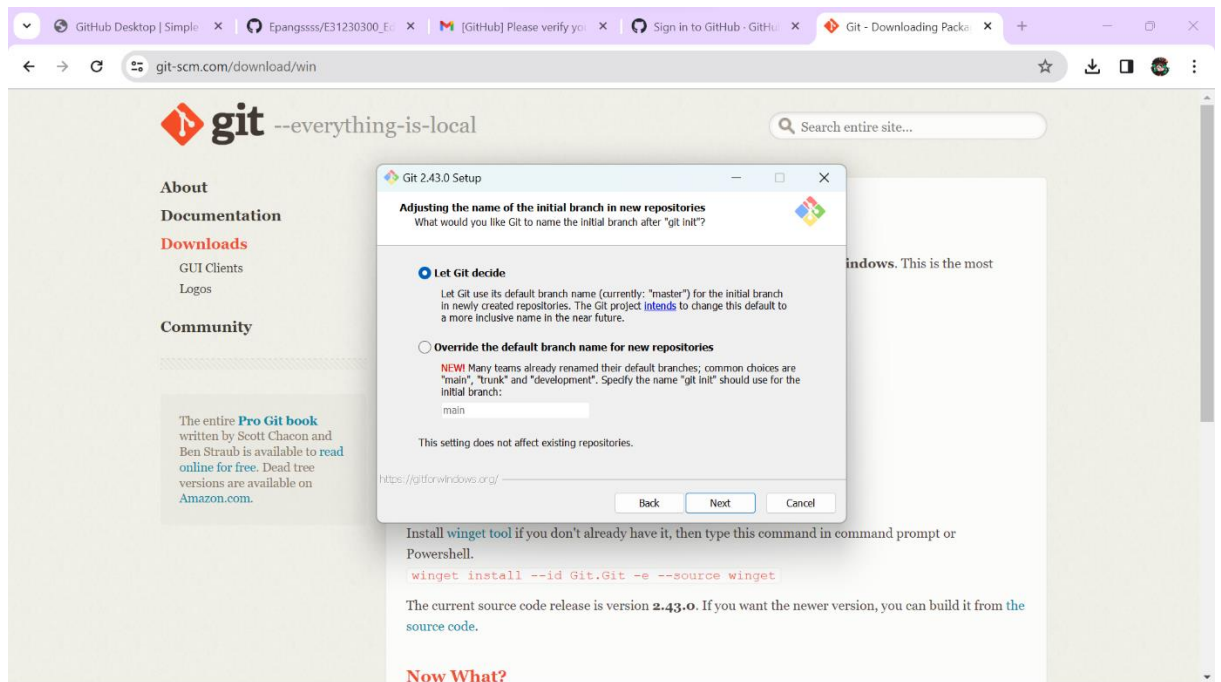 GitHub Desktop | Simple
Epangssss/E31230300_Ed
[GitHub] Please verify you
Sign in to GitHub · GitHu
Git - Downloading Packa
git-scm.com/download/win
git --everything-is-local
Search entire site...
About
Documentation
Downloads
GUI Clients
Logos
Community
The entire Pro Git book
written by Scott Chacon and
Ben Straub is available to read
online for free. Dead tree
versions are available on
Amazon.com.
Git 2.43.0 Setup
Adjusting the name of the initial branch in new repositories
What would you like Git to name the initial branch after "git init"?
Let Git decide
Let Git use its default branch name (currently: "master") for the initial branch
in newly created repositories. The Git project intends to change this default to
a more inclusive name in the near future.
Override the default branch name for new repositories
NEW! Many teams already renamed their default branches; common choices are
"main", "trunk" and "development". Specify the name "git init" should use for the
initial branch:
main
This setting does not affect existing repositories.
https://gitforwindows.org/
Back
Next
Cancel
indows. This is the most
Install winget tool if you don't already have it, then type this command in command prompt or
Powershell.
winget install --id Git.Git -e --source winget
The current source code release is version 2.43.0. If you want the newer version, you can build it from the
source code.
Now What?